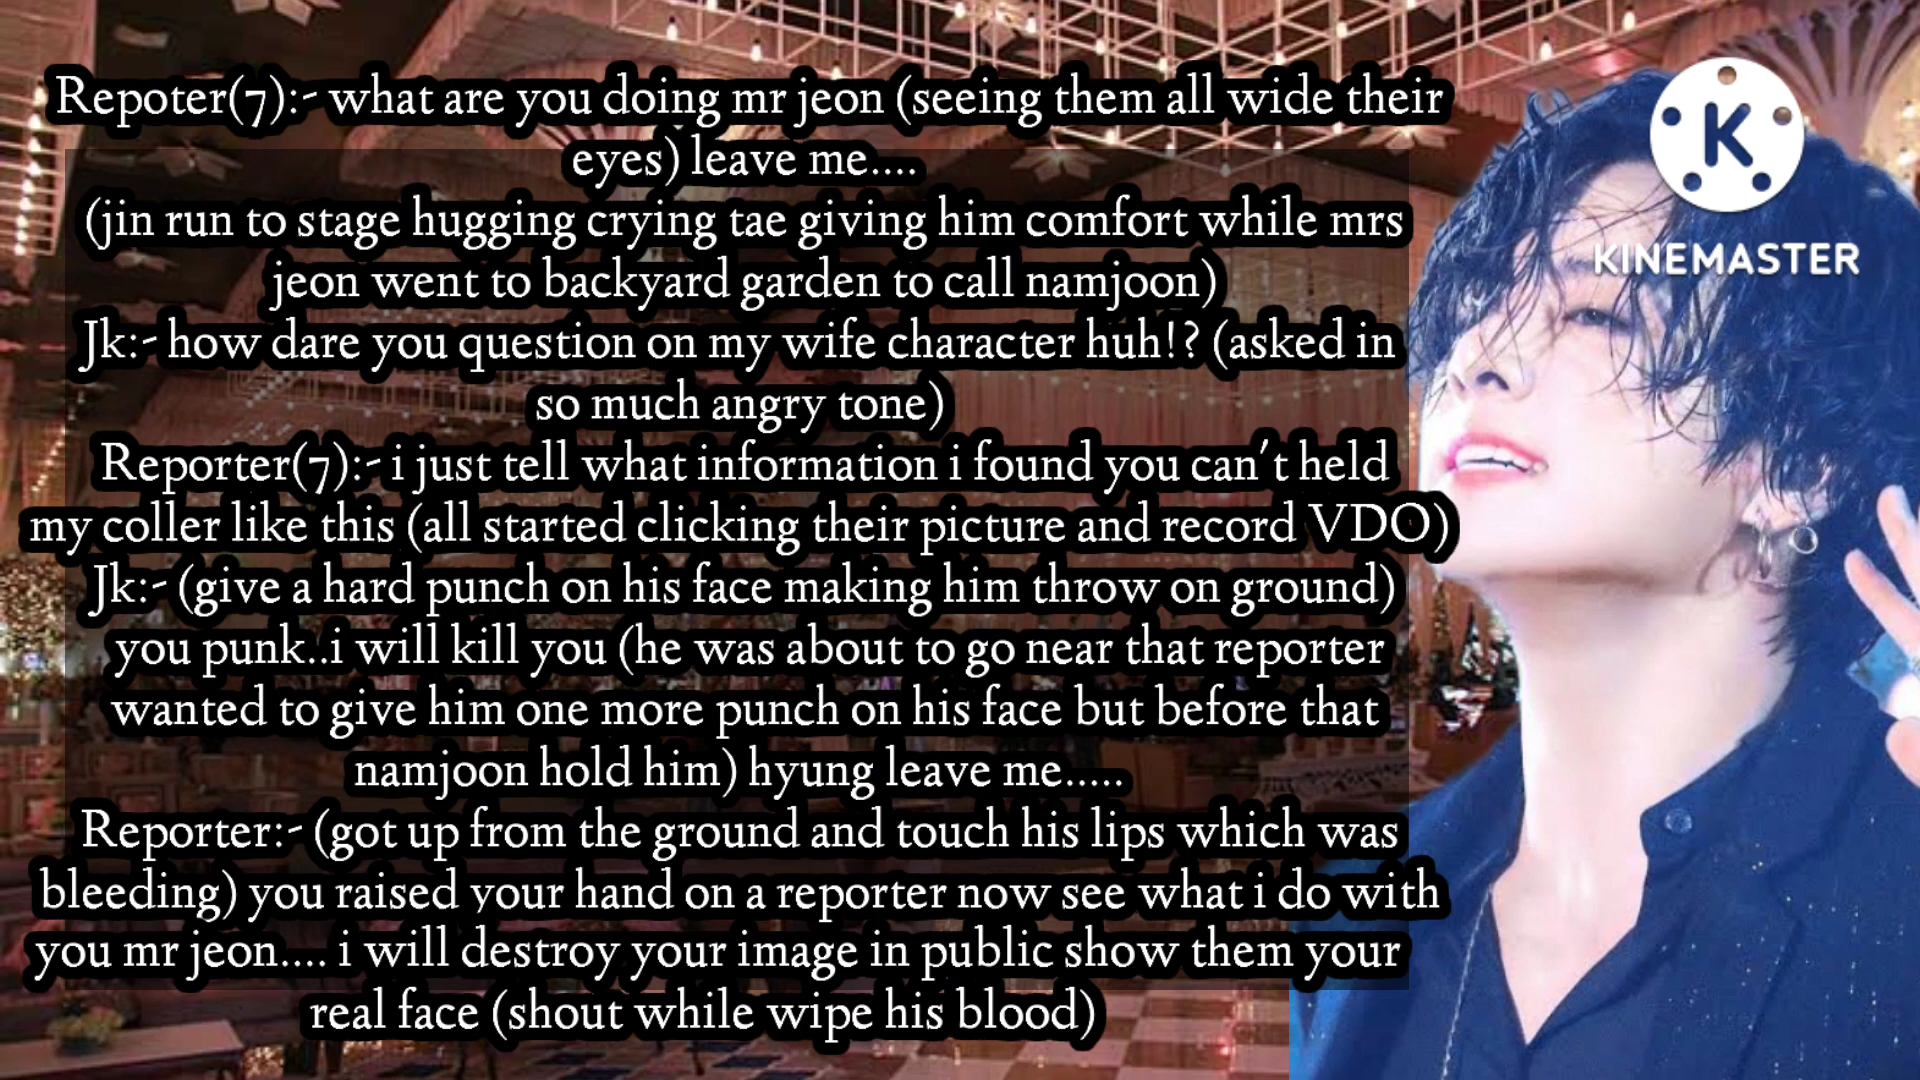 Repoter(7):- what are you doing mr jeon (seeing them all wide their
eyes) leave me....
(jin run to stage hugging crying tae giving him comfort while mrs
jeon went to backyard garden to call namjoon)
Jk:- how dare you question on my wife character huh!? (asked in
so much angry tone)
Reporter(7):- i just tell what information i found you can't held
my coller like this (all started clicking their picture and record VDO)
Jk:- (give a hard punch on his face making him throw on ground)
you punk..i will kill you (he was about to go near that reporter
wanted to give him one more punch on his face but before that
namjoon hold him) hyung leave me.....
Reporter:- (got up from the ground and touch his lips which was
bleeding) you raised your hand on a reporter now see what i do with
you mr jeon.... i will destroy your image in public show them your
real face (shout while wipe his blood)
K
KINEMASTER